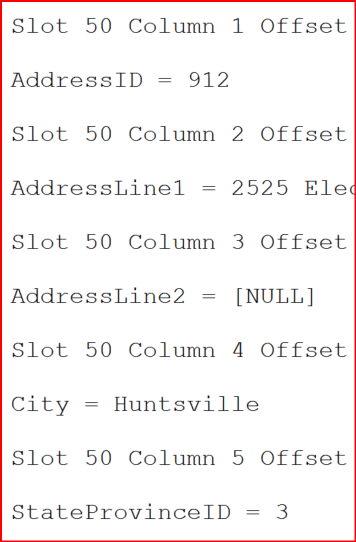 Slot 50 Column 1 Offset
AddressID = 912
Slot 50 Column 2 Offset
AddressLine1 = 2525
Slot 50 Column 3 Offset
AddressLine2 = [NULL]
Slot 50 Column 4 Offset
City = Huntsville
Slot 50 Column 5 Offset
StateProvinceID = 3